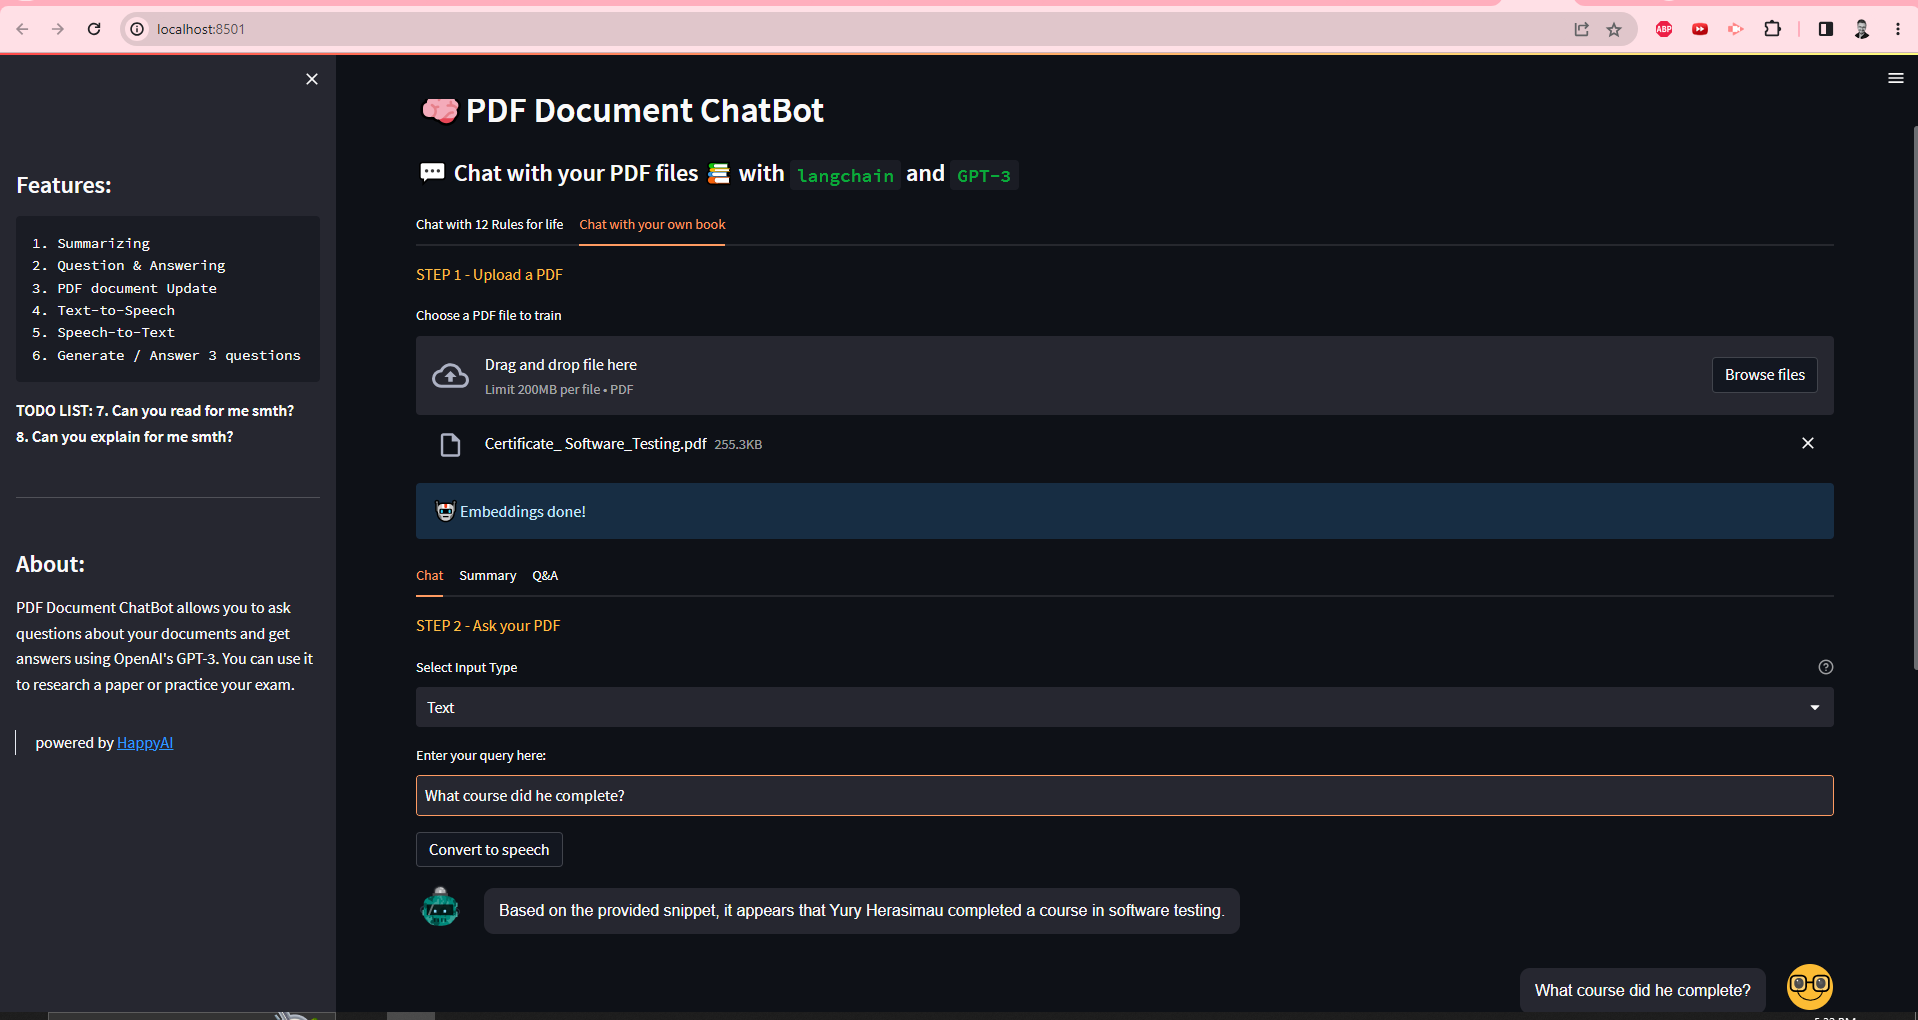 localhost:8501
ABP
Features:
1. Summarizing
2. Question & Answering
3. PDF document Update
4. Text-to-Speech
5. Speech-to-Text
6. Generate / Answer 3 questions
TODO LIST: 7. Can you read for me smth?
8. Can you explain for me smth?
About:
PDF Document ChatBot allows you to ask
questions about your documents and get
answers using OpenAI's GPT-3. You can use it
to research a paper or practice your exam.
powered by HappyAI
PDF Document ChatBot
Chat with your PDF files with langchain and GPT-3
Chat with 12 Rules for life Chat with your own book
STEP 1 - Upload a PDF
Choose a PDF file to train
Drag and drop file here
Limit 200MB per file • PDF
Browse files
Certificate_ Software_Testing.pdf 255.3KB
Embeddings done!
Chat Summary Q&A
STEP 2 - Ask your PDF
Select Input Type
Text
Enter your query here:
What course did he complete?
Convert to speech
Based on the provided snippet, it appears that Yury Herasimau completed a course in software testing.
What course did he complete?